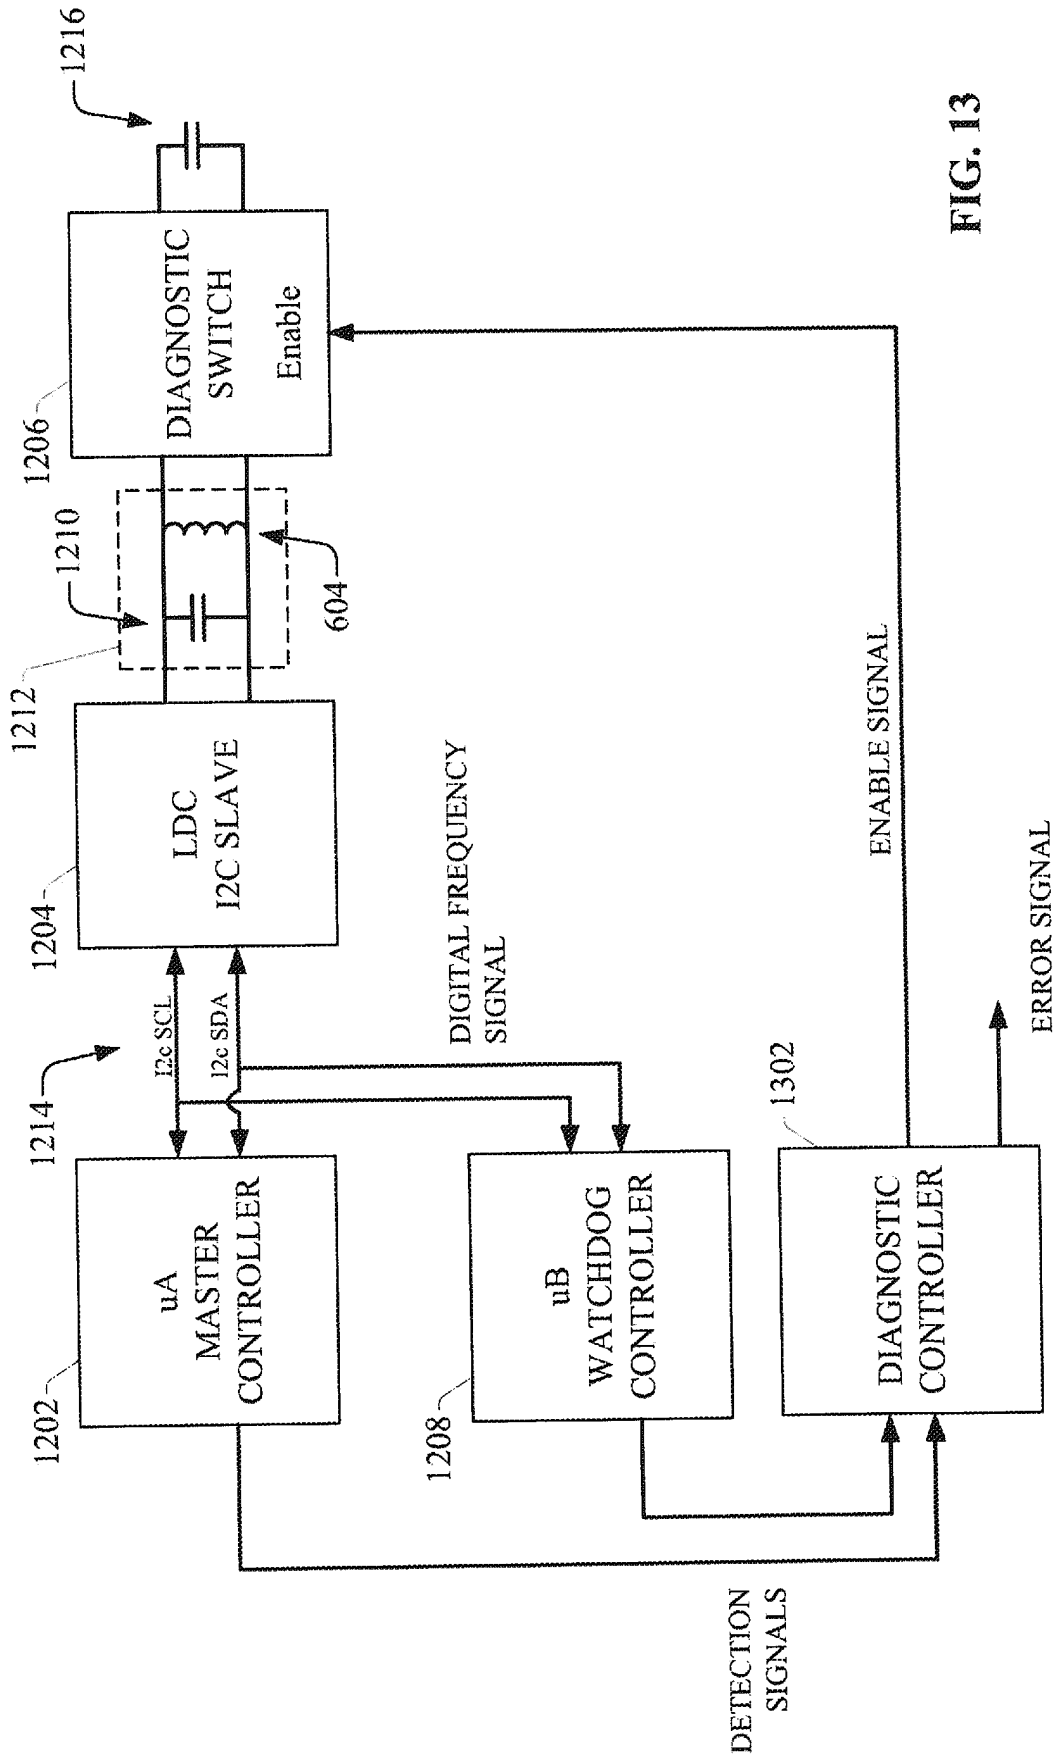 1214
1212
1210
1216
1202
1204
1206
uA
MASTER
CONTROLLER
I2c SCL
I2c SDA
LDC
I2C SLAVE
604
DIAGNOSTIC
SWITCH
Enable
DIGITAL FREQUENCY
SIGNAL
1208
uB
WATCHDOG
CONTROLLER
DETECTION
SIGNALS
1302
DIAGNOSTIC
CONTROLLER
ENABLE SIGNAL
ERROR SIGNAL
FIG. 13